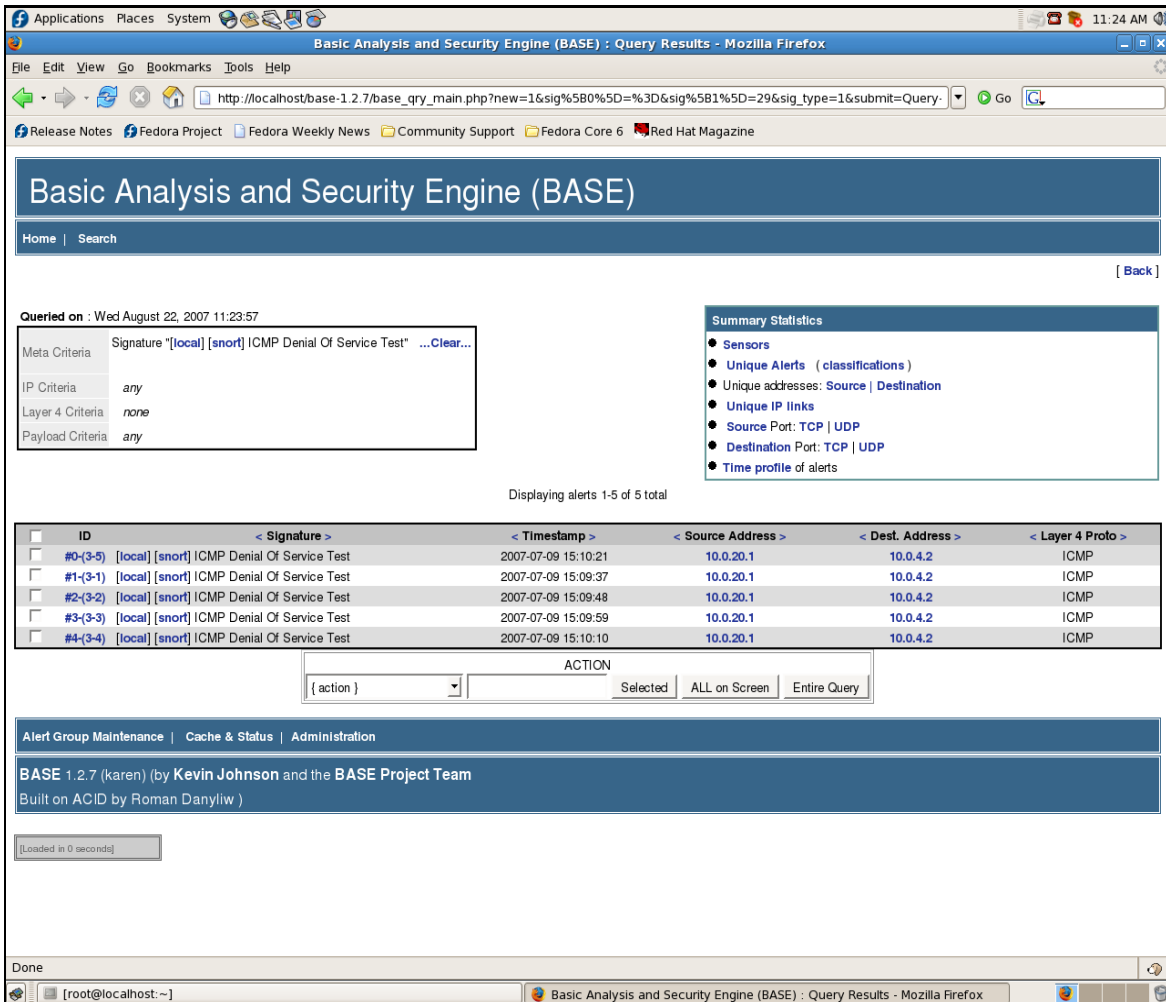 Applications Places System 11:24 AM
Basic Analysis and Security Engine (BASE) : Query Results - Mozilla Firefox
File Edit View Go Bookmarks Tools Help
http://localhost/base-1.2.7/base_qry_main.php?new=1&sig%5B0%5D=%3D&sig%5B1%5D=29&sig_type=1&submit=Query- Go
Release Notes Fedora Project Fedora Weekly News Community Support Fedora Core 6 Red Hat Magazine
Basic Analysis and Security Engine (BASE)
Home | Search
[ Back ]
Queried on : Wed August 22, 2007 11:23:57
Meta Criteria Signature "[local] [snort] ICMP Denial Of Service Test" ...Clear...
IP Criteria any
Layer 4 Criteria none
Payload Criteria any
Summary Statistics
Sensors
Unique Alerts ( classifications )
Unique addresses: Source | Destination
Unique IP links
Source Port: TCP | UDP
Destination Port: TCP | UDP
Time profile of alerts
Displaying alerts 1-5 of 5 total
ID < Signature > < Timestamp > < Source Address > < Dest. Address > < Layer 4 Proto >
#0-(3-5) [local] [snort] ICMP Denial Of Service Test 2007-07-09 15:10:21 10.0.20.1 10.0.4.2 ICMP
#1-(3-1) [local] [snort] ICMP Denial Of Service Test 2007-07-09 15:09:37 10.0.20.1 10.0.4.2 ICMP
#2-(3-2) [local] [snort] ICMP Denial Of Service Test 2007-07-09 15:09:48 10.0.20.1 10.0.4.2 ICMP
#3-(3-3) [local] [snort] ICMP Denial Of Service Test 2007-07-09 15:09:59 10.0.20.1 10.0.4.2 ICMP
#4-(3-4) [local] [snort] ICMP Denial Of Service Test 2007-07-09 15:10:10 10.0.20.1 10.0.4.2 ICMP
ACTION
{ action } Selected ALL on Screen Entire Query
Alert Group Maintenance | Cache & Status | Administration
BASE 1.2.7 (karen) (by Kevin Johnson and the BASE Project Team
Built on ACID by Roman Danyliw )
[Loaded in 0 seconds]
Done
[root@localhost:~] Basic Analysis and Security Engine (BASE) : Query Results - Mozilla Firefox